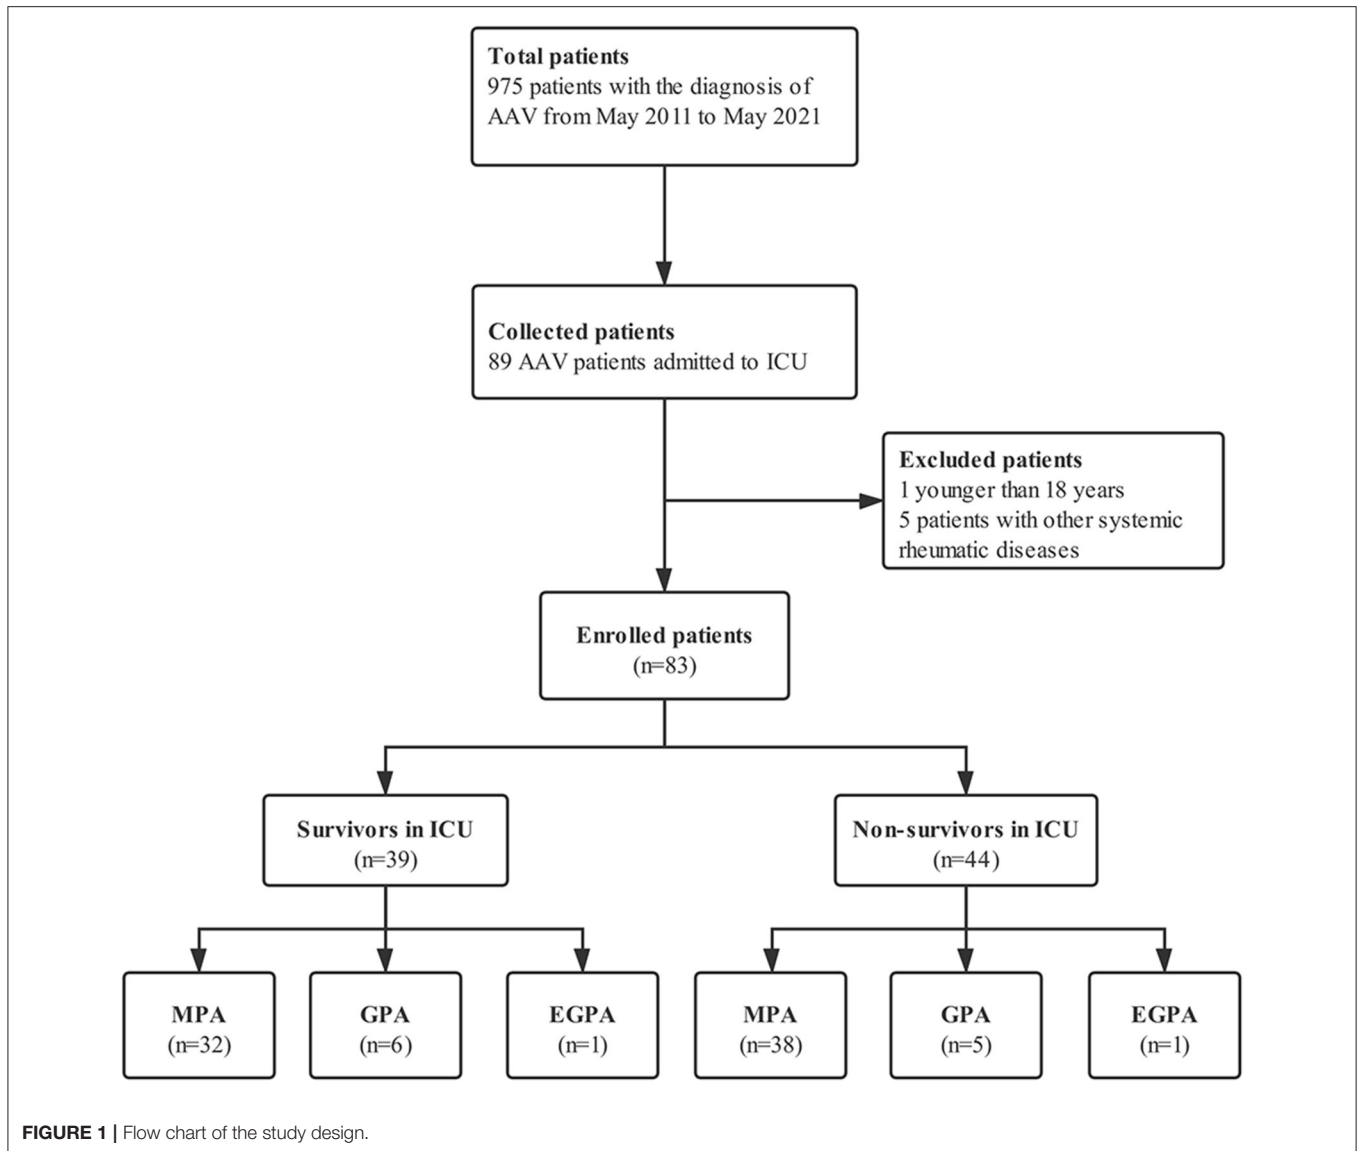 Total patients
975 patients with the diagnosis of
AAV from May 2011 to May 2021
Collected patients
89 AAV patients admitted to ICU
Excluded patients
1 younger than 18 years
5 patients with other systemic
rheumatic diseases
Enrolled patients
(n=83)
Survivors in ICU
(n=39)
Non-survivors in ICU
(n=44)
MPA
(n=32)
GPA
(n=6)
EGPA
(n=1)
MPA
(n=38)
GPA
(n=5)
EGPA
(n=1)
FIGURE 1 | Flow chart of the study design.